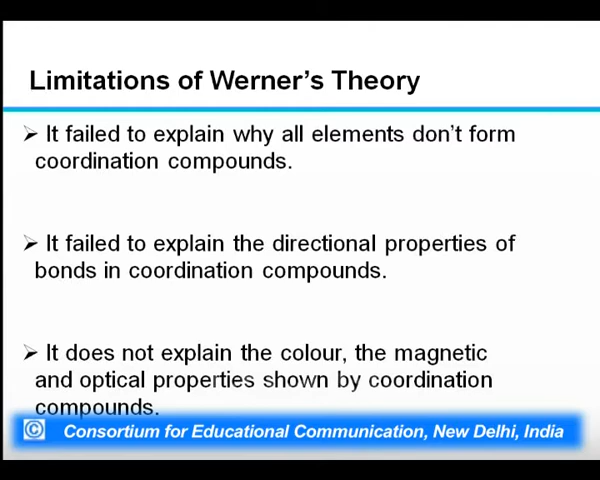 Limitations of Werner’s Theory
➢ It failed to explain why all elements don’t form
coordination compounds.
➢ It failed to explain the directional properties of
bonds in coordination compounds.
➢ It does not explain the colour, the magnetic
and optical properties shown by coordination
compounds.
© Consortium for Educational Communication, New Delhi, India